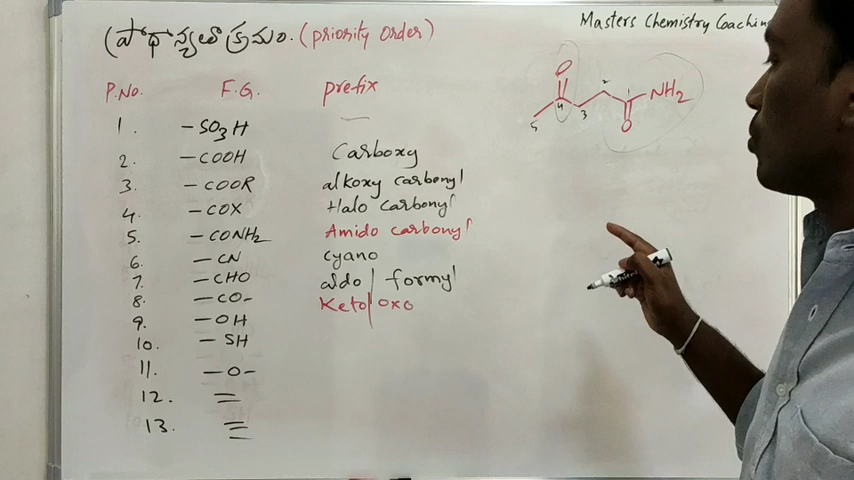 Masters Chemistry Coaching
(ప్రాధాన్యతా క్రమం. (priority Order)
P.No. F.G. prefix
1. -SO3H —
2. -COOH Carboxy
3. -COOR alkoxy carbonyl
4. -COX Halo carbonyl
5. -CONH2 Amido carbonyl
6. -CN cyano
7. -CHO aldo | formyl
8. -CO- Keto | oxo
9. -OH
10. -SH
11. -O-
12. =
13. ≡
O
NH2
O
5 4 3 2 1